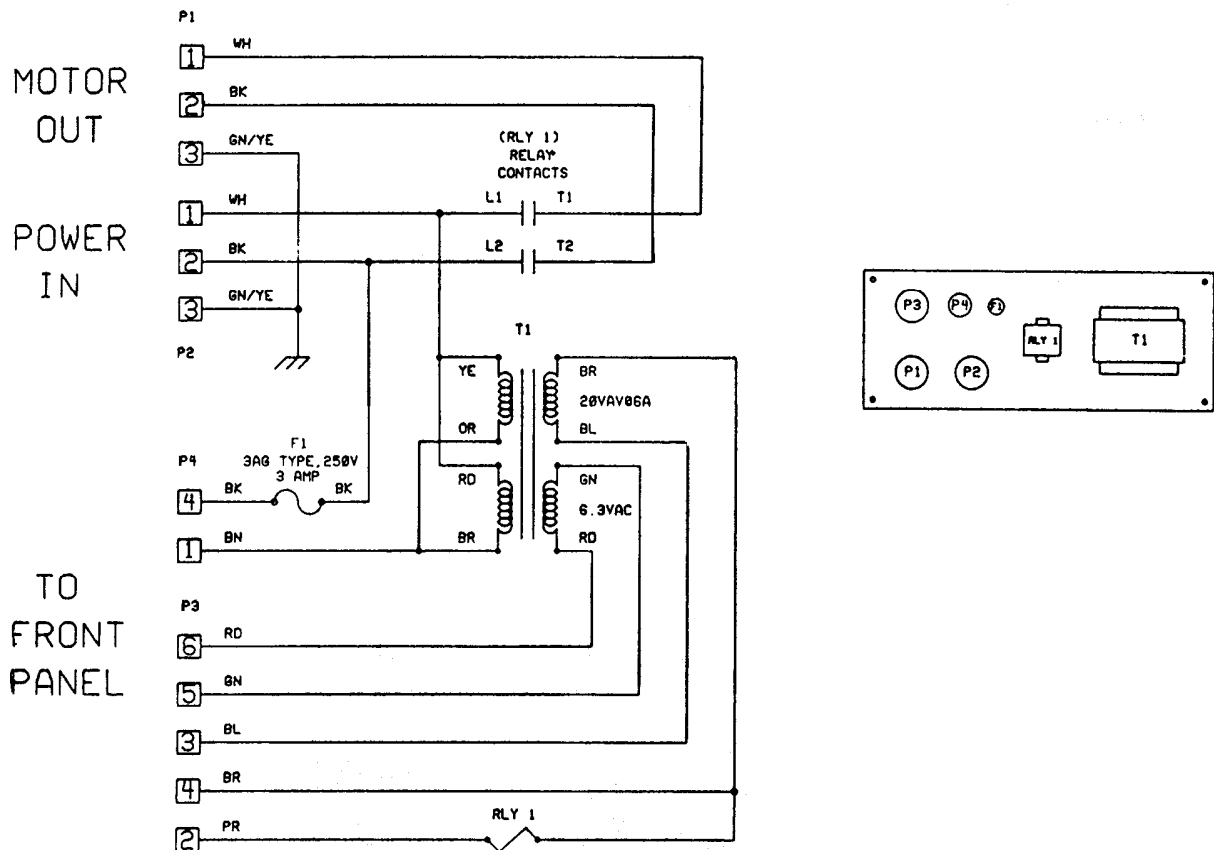 P1
MOTOR
OUT
1 WH
2 BK
3 GN/YE
(RLY 1)
RELAY
CONTACTS
POWER
IN
1 WH
L1 T1
2 BK
L2 T2
3 GN/YE
P2
T1
YE BR
20VAV06A
OR BL
P4
F1
3AG TYPE, 250V
3 AMP
4 BK BK
RD GN
6.3VAC
1 BN
BR RD
TO
FRONT
PANEL
P3
6 RD
5 GN
3 BL
4 BR
RLY 1
2 PR
P3 P4 F1
RLY 1
T1
P1 P2